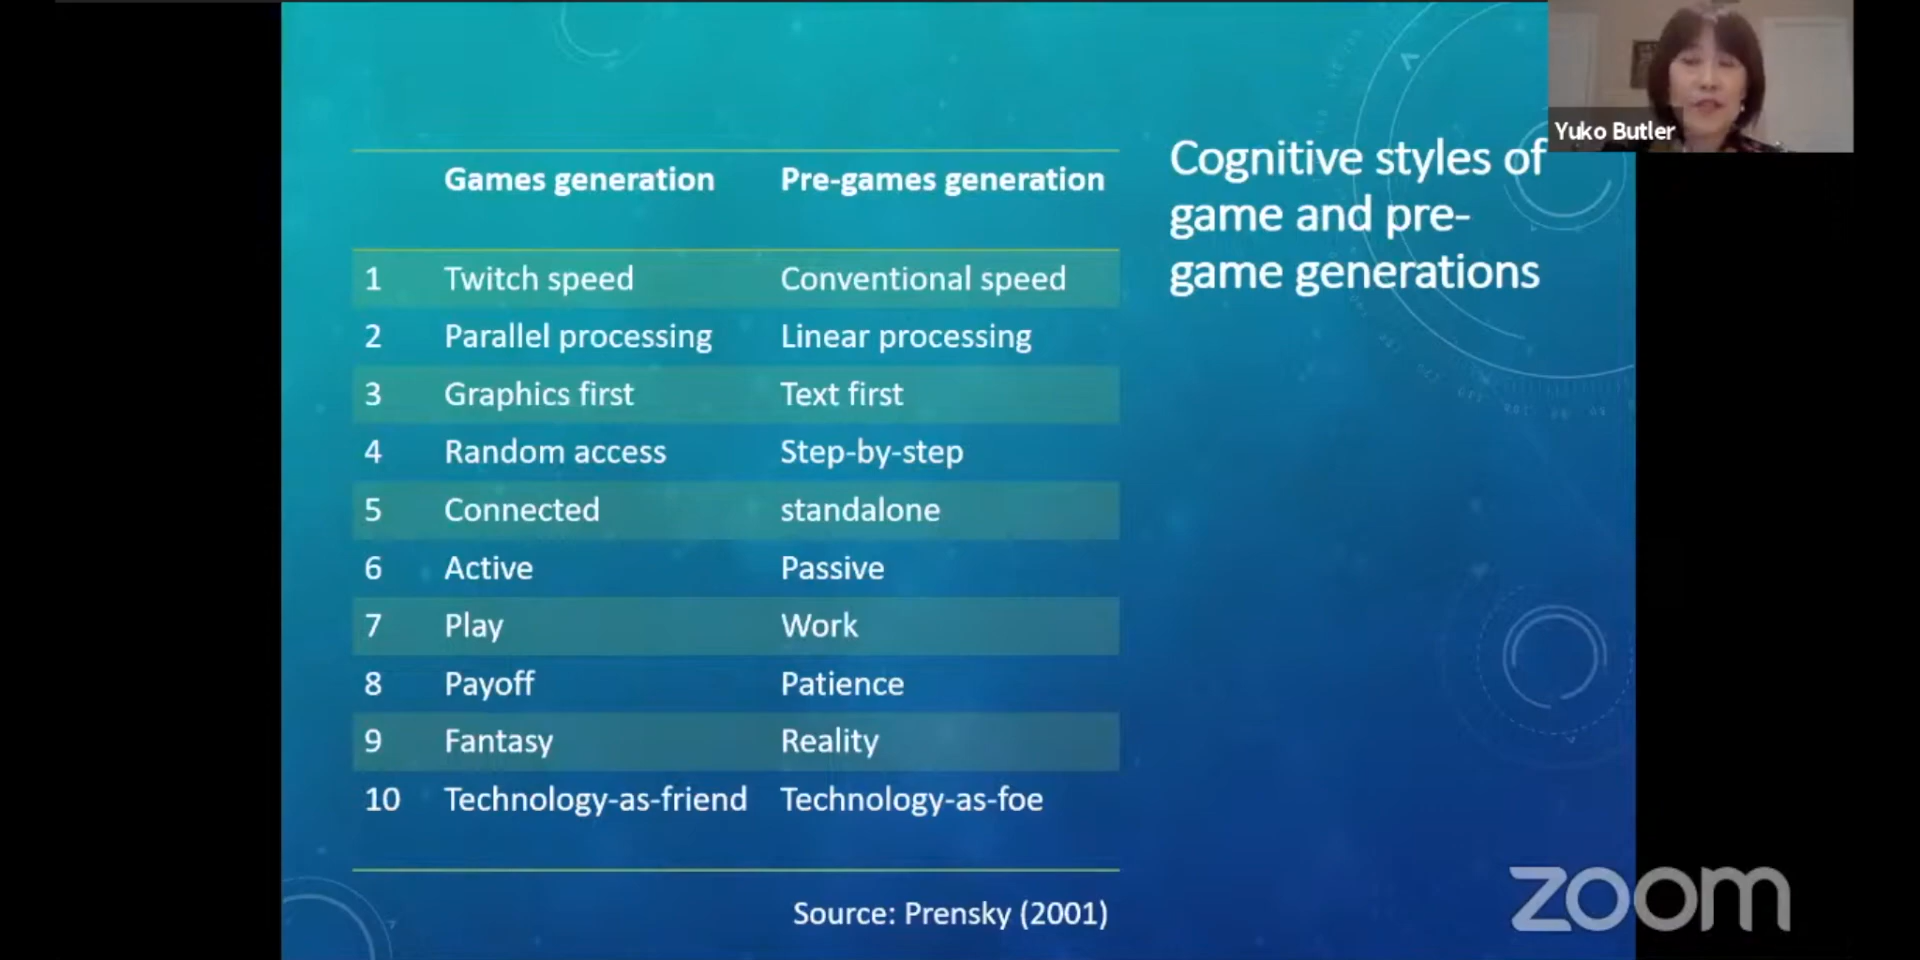 Yuko Butler
Cognitive styles of
game and pre-
game generations
Games generation Pre-games generation
1 Twitch speed Conventional speed
2 Parallel processing Linear processing
3 Graphics first Text first
4 Random access Step-by-step
5 Connected standalone
6 Active Passive
7 Play Work
8 Payoff Patience
9 Fantasy Reality
10 Technology-as-friend Technology-as-foe
Source: Prensky (2001)
zoom